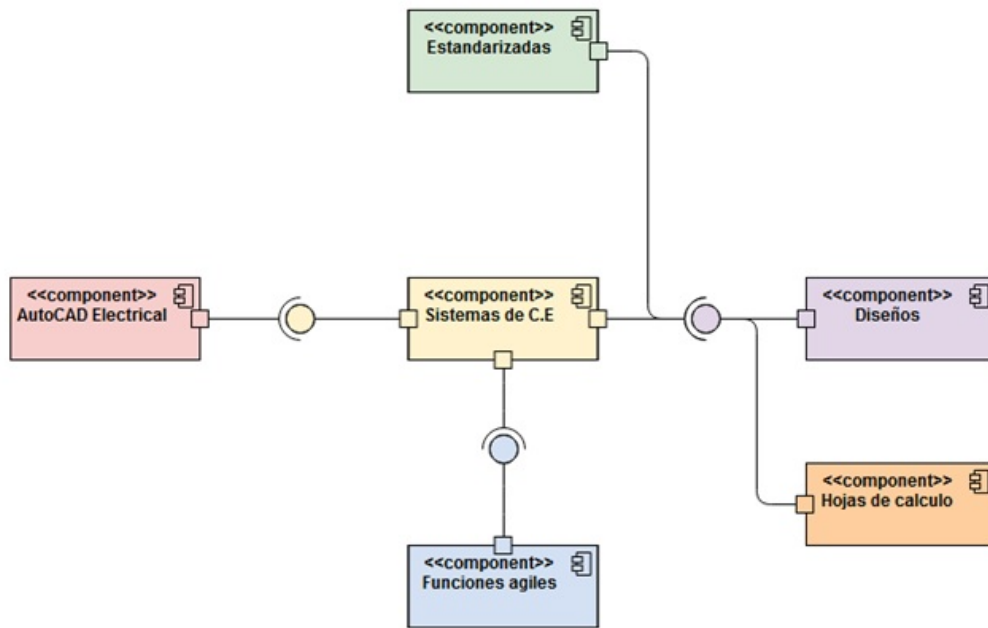 <<component>>
Estandarizadas
<<component>>
AutoCAD Electrical
<<component>>
Sistemas de C.E
<<component>>
Diseños
<<component>>
Hojas de calculo
<<component>>
Funciones agiles